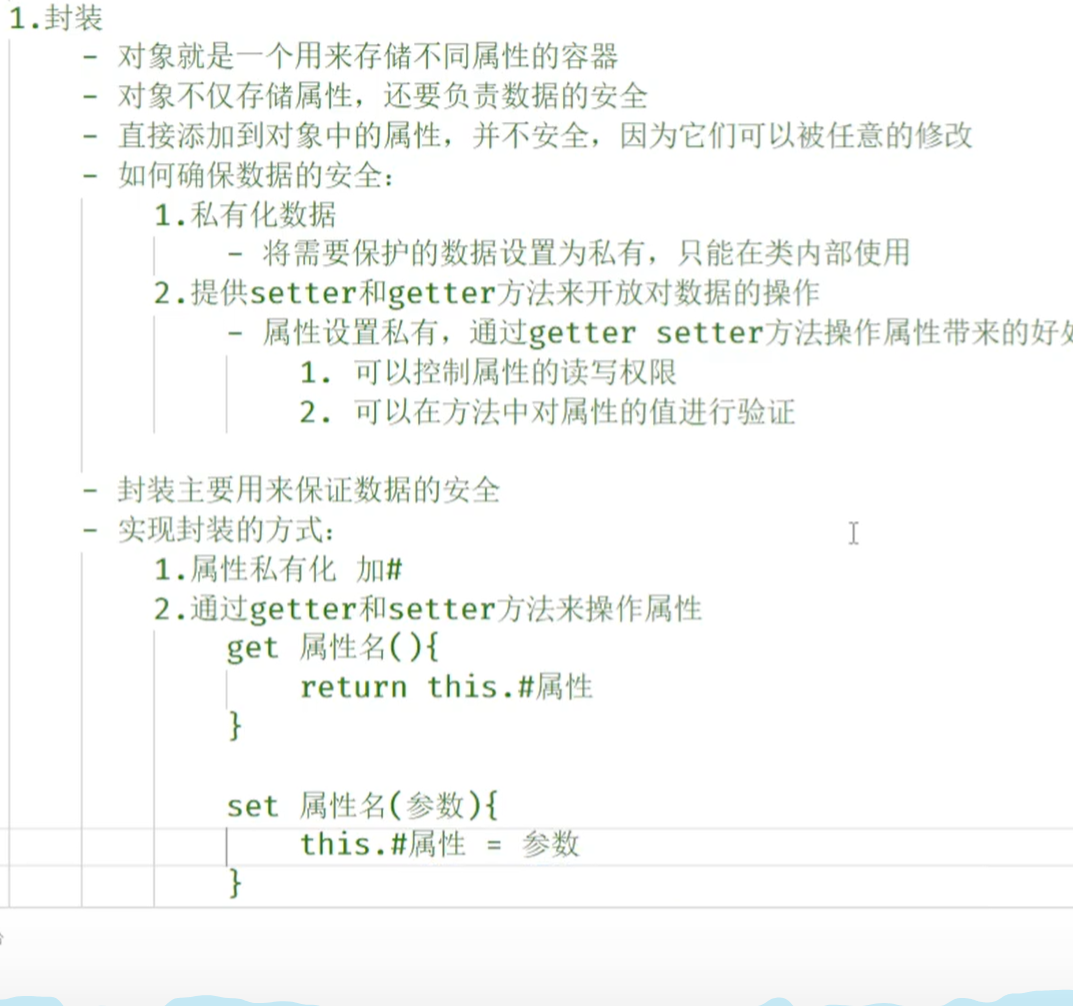 1.封装
- 对象就是一个用来存储不同属性的容器
- 对象不仅存储属性，还要负责数据的安全
- 直接添加到对象中的属性，并不安全，因为它们可以被任意的修改
- 如何确保数据的安全：
1.私有化数据
- 将需要保护的数据设置为私有，只能在类内部使用
2.提供setter和getter方法来开放对数据的操作
- 属性设置私有，通过getter setter方法操作属性带来的好
1. 可以控制属性的读写权限
2. 可以在方法中对属性的值进行验证
- 封装主要用来保证数据的安全
- 实现封装的方式：
1.属性私有化 加#
2.通过getter和setter方法来操作属性
get 属性名(){
return this.#属性
}
set 属性名(参数){
this.#属性 = 参数
}